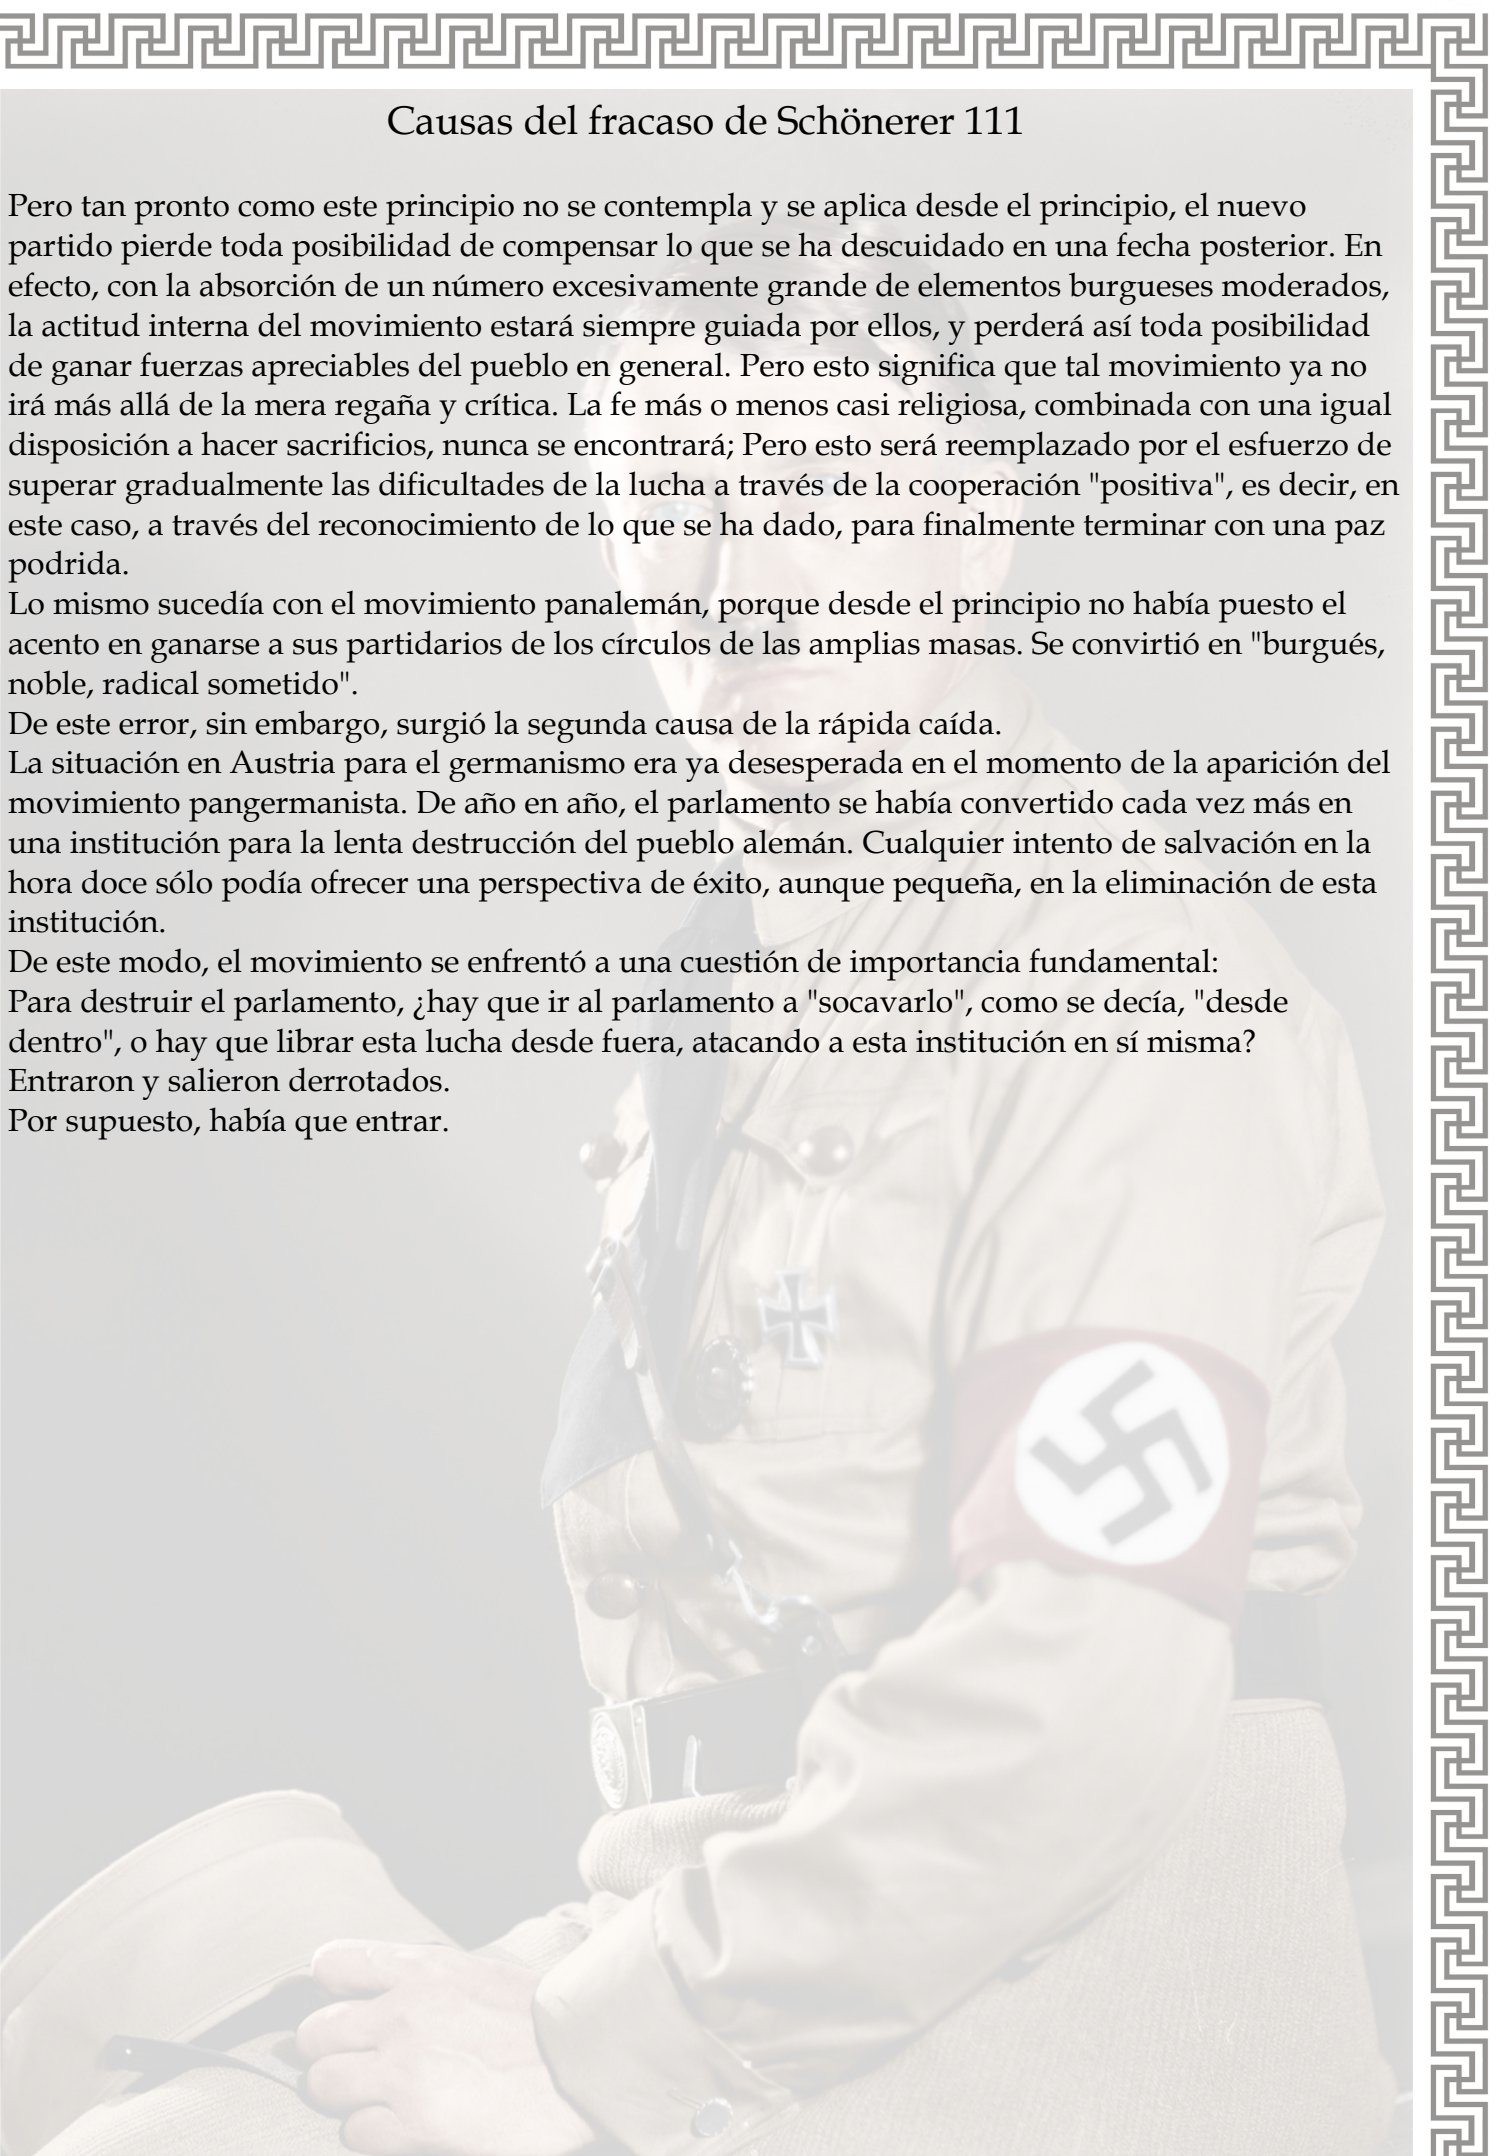 Causas del fracaso de Schönerer 111
Pero tan pronto como este principio no se contempla y se aplica desde el principio, el nuevo
partido pierde toda posibilidad de compensar lo que se ha descuidado en una fecha posterior. En
efecto, con la absorción de un número excesivamente grande de elementos burgueses moderados,
la actitud interna del movimiento estará siempre guiada por ellos, y perderá así toda posibilidad
de ganar fuerzas apreciables del pueblo en general. Pero esto significa que tal movimiento ya no
irá más allá de la mera regaña y crítica. La fe más o menos casi religiosa, combinada con una igual
disposición a hacer sacrificios, nunca se encontrará; Pero esto será reemplazado por el esfuerzo de
superar gradualmente las dificultades de la lucha a través de la cooperación "positiva", es decir, en
este caso, a través del reconocimiento de lo que se ha dado, para finalmente terminar con una paz
podrida.
Lo mismo sucedía con el movimiento panalemán, porque desde el principio no había puesto el
acento en ganarse a sus partidarios de los círculos de las amplias masas. Se convirtió en "burgués,
noble, radical sometido".
De este error, sin embargo, surgió la segunda causa de la rápida caída.
La situación en Austria para el germanismo era ya desesperada en el momento de la aparición del
movimiento pangermanista. De año en año, el parlamento se había convertido cada vez más en
una institución para la lenta destrucción del pueblo alemán. Cualquier intento de salvación en la
hora doce sólo podía ofrecer una perspectiva de éxito, aunque pequeña, en la eliminación de esta
institución.
De este modo, el movimiento se enfrentó a una cuestión de importancia fundamental:
Para destruir el parlamento, ¿hay que ir al parlamento a "socavarlo", como se decía, "desde
dentro", o hay que librar esta lucha desde fuera, atacando a esta institución en sí misma?
Entraron y salieron derrotados.
Por supuesto, había que entrar.